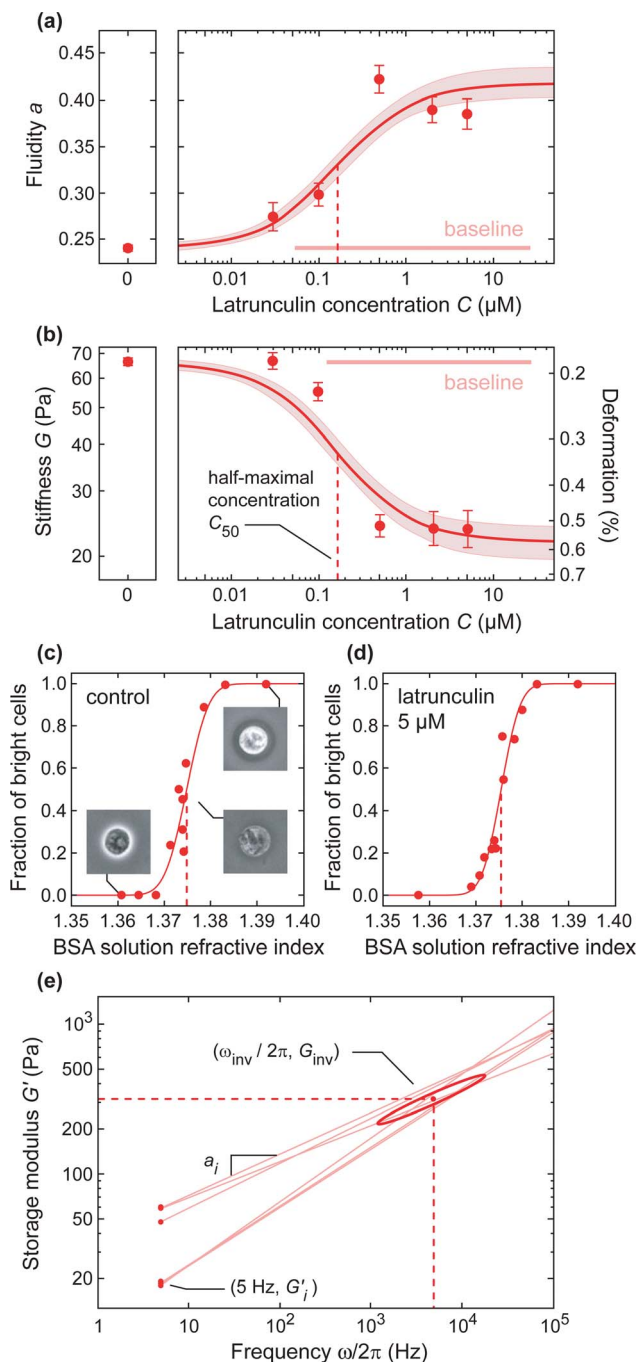 (a)
0.45
0.40
0.35
0.30
0.25
Fluidity a
0
0.01
0.1
1
10
baseline
Latrunculin concentration C (μM)
(b)
70
60
50
40
30
20
Stiffness G (Pa)
0
0.01
0.1
1
10
baseline
half-maximal
concentration
C50
0.2
0.3
0.4
0.5
0.6
0.7
Deformation (%)
Latrunculin concentration C (μM)
(c)
control
1.0
0.8
0.6
0.4
0.2
0.0
Fraction of bright cells
1.35 1.36 1.37 1.38 1.39 1.40
BSA solution refractive index
(d)
latrunculin
5 μM
1.0
0.8
0.6
0.4
0.2
0.0
Fraction of bright cells
1.35 1.36 1.37 1.38 1.39 1.40
BSA solution refractive index
(e)
10³
500
200
100
50
20
Storage modulus G′ (Pa)
(ωinv / 2π, Ginv)
ai
(5 Hz, G′i)
1 10 10² 10³ 10⁴ 10⁵
Frequency ω/2π (Hz)